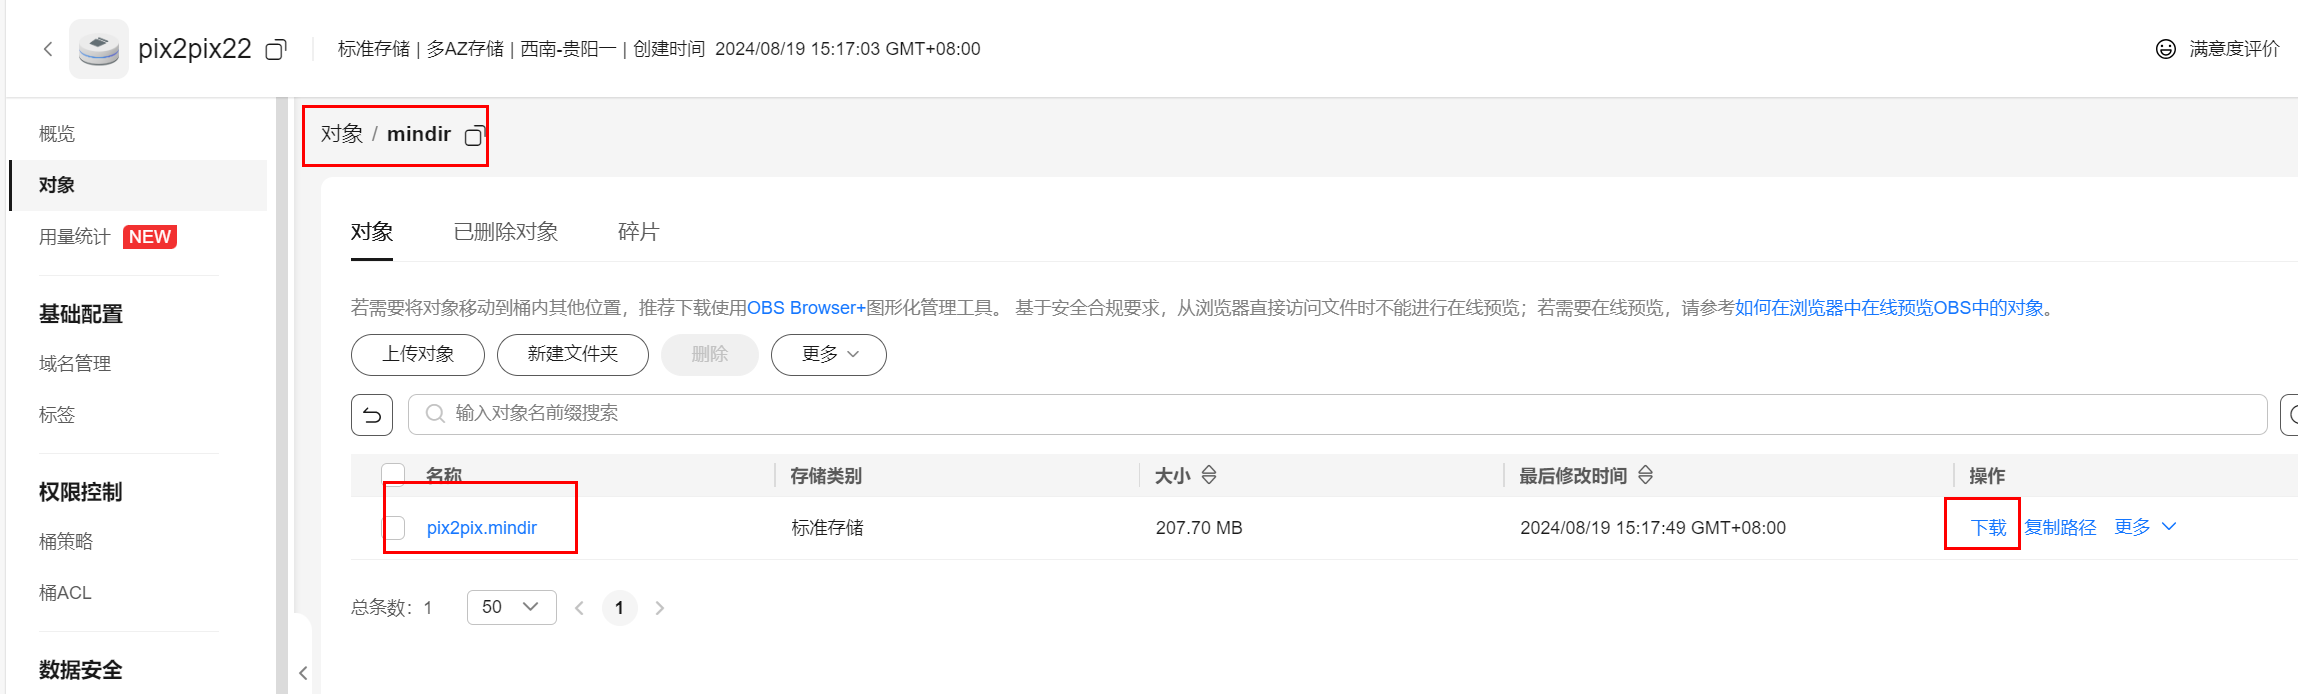 pix2pix22 标准存储 | 多AZ存储 | 西南-贵阳一 | 创建时间 2024/08/19 15:17:03 GMT+08:00 满意度评价
概览
对象
用量统计 NEW
基础配置
域名管理
标签
权限控制
桶策略
桶ACL
数据安全
对象 / mindir
对象 已删除对象 碎片
若需要将对象移动到桶内其他位置，推荐下载使用OBS Browser+图形化管理工具。 基于安全合规要求，从浏览器直接访问文件时不能进行在线预览；若需要在线预览，请参考如何在浏览器中在线预览OBS中的对象。
上传对象 新建文件夹 删除 更多
输入对象名前缀搜索
名称 存储类别 大小 最后修改时间 操作
pix2pix.mindir 标准存储 207.70 MB 2024/08/19 15:17:49 GMT+08:00 下载 复制路径 更多
总条数：1 50 1